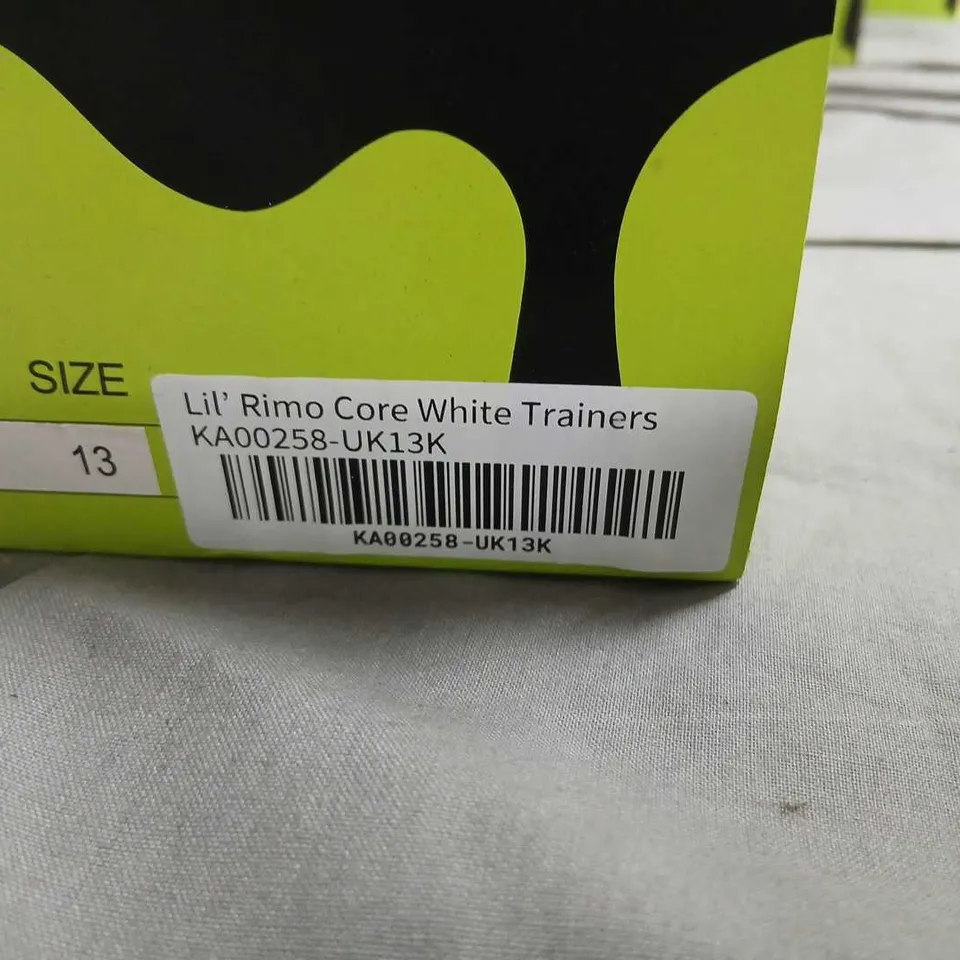 SIZE
13
Lil’ Rimo Core White Trainers
KA00258-UK13K
KA00258-UK13K